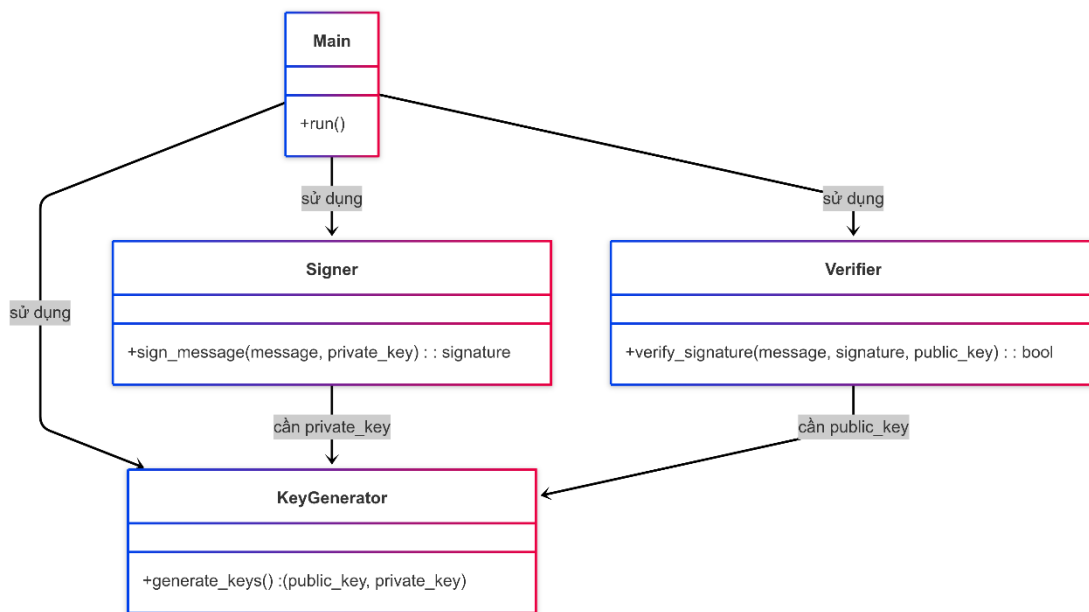 Main
+run()
sử dụng
sử dụng
Signer
Verifier
sử dụng
+sign_message(message, private_key) : : signature
+verify_signature(message, signature, public_key) : : bool
cần private_key
cần public_key
KeyGenerator
+generate_keys() :(public_key, private_key)